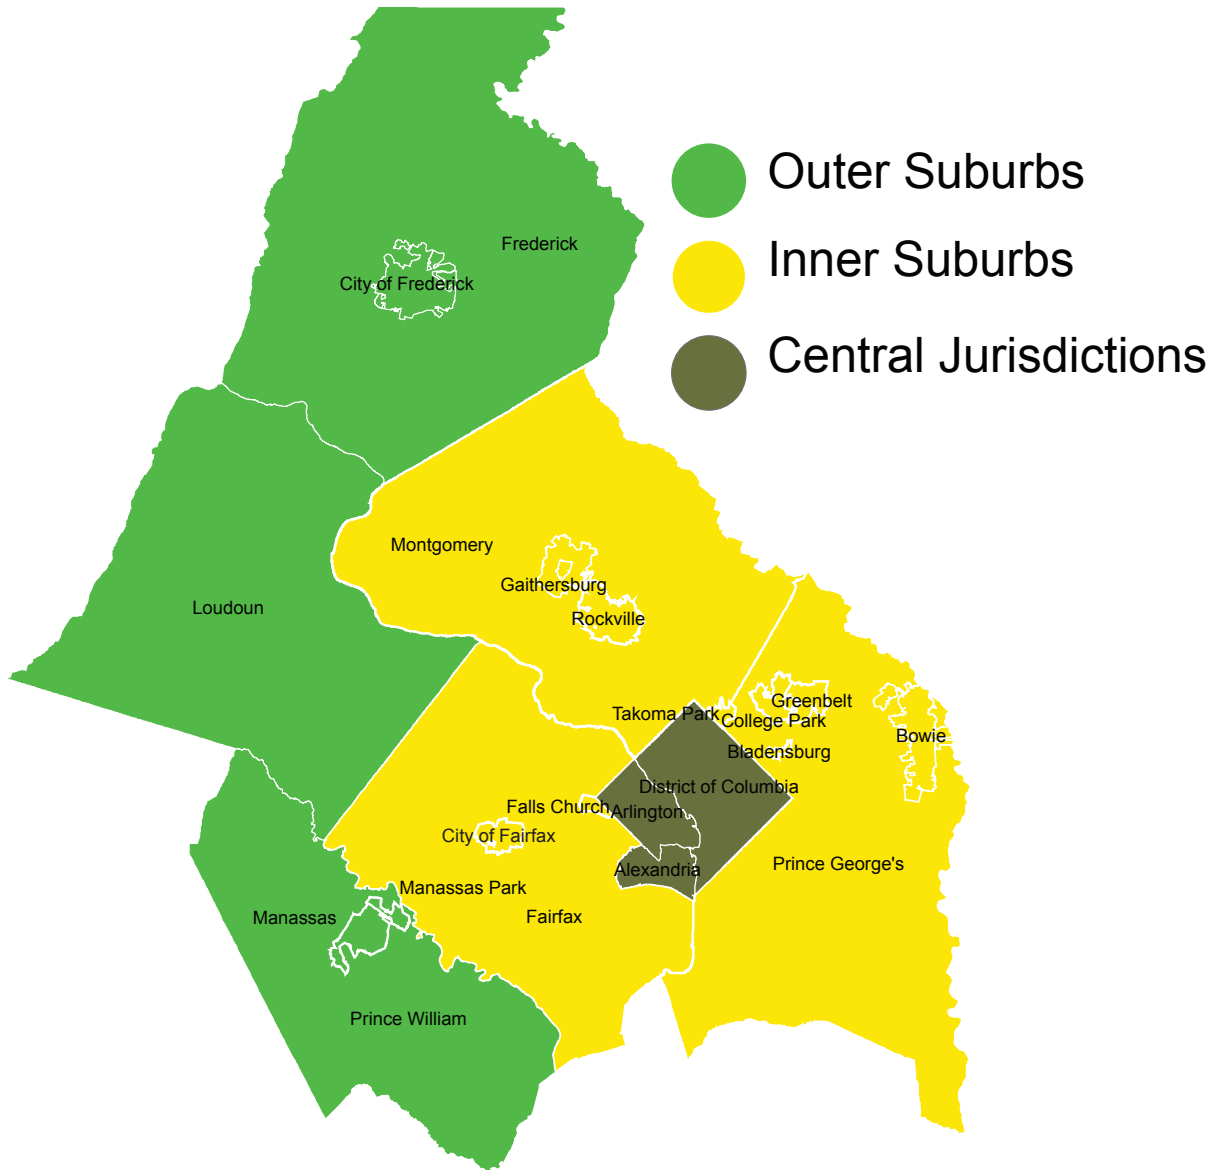 Outer Suburbs
Inner Suburbs
Central Jurisdictions
Frederick
City of Frederick
Montgomery
Gaithersburg
Loudoun
Rockville
Greenbelt
Takoma Park
College Park
Bowie
Bladensburg
District of Columbia
Falls Church
Arlington
City of Fairfax
Prince George's
Alexandria
Manassas Park
Manassas
Fairfax
Prince William